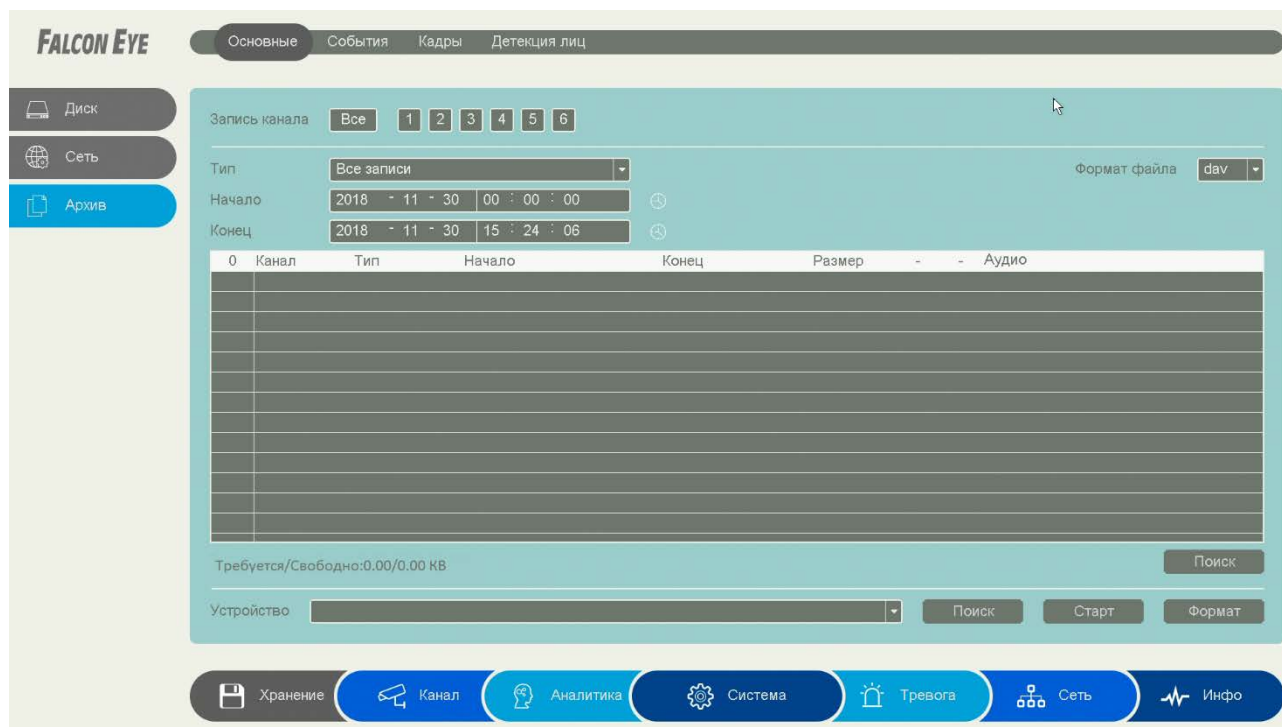 FALCON EYE
Основные События Кадры Детекция лиц
Диск
Сеть
Архив
Запись канала Все 1 2 3 4 5 6
Тип Все записи Формат файла dav
Начало 2018 - 11 - 30 00 : 00 : 00
Конец 2018 - 11 - 30 15 : 24 : 06
0 Канал Тип Начало Конец Размер - - Аудио
Требуется/Свободно:0.00/0.00 KB Поиск
Устройство Поиск Старт Формат
Хранение Канал Аналитика Система Тревога Сеть Инфо